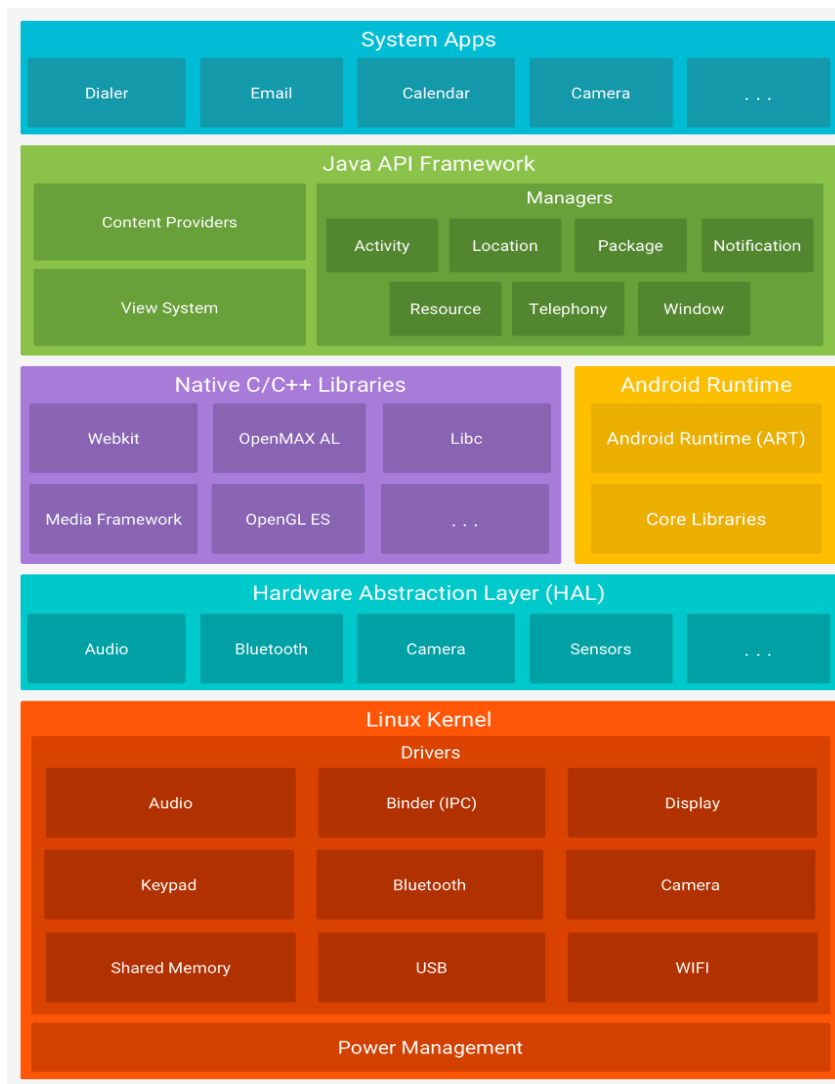 System Apps
Dialer
Email
Calendar
Camera
. . .
Java API Framework
Content Providers
View System
Managers
Activity
Location
Package
Notification
Resource
Telephony
Window
Native C/C++ Libraries
Webkit
OpenMAX AL
Libc
Media Framework
OpenGL ES
. . .
Android Runtime
Android Runtime (ART)
Core Libraries
Hardware Abstraction Layer (HAL)
Audio
Bluetooth
Camera
Sensors
. . .
Linux Kernel
Drivers
Audio
Binder (IPC)
Display
Keypad
Bluetooth
Camera
Shared Memory
USB
WIFI
Power Management